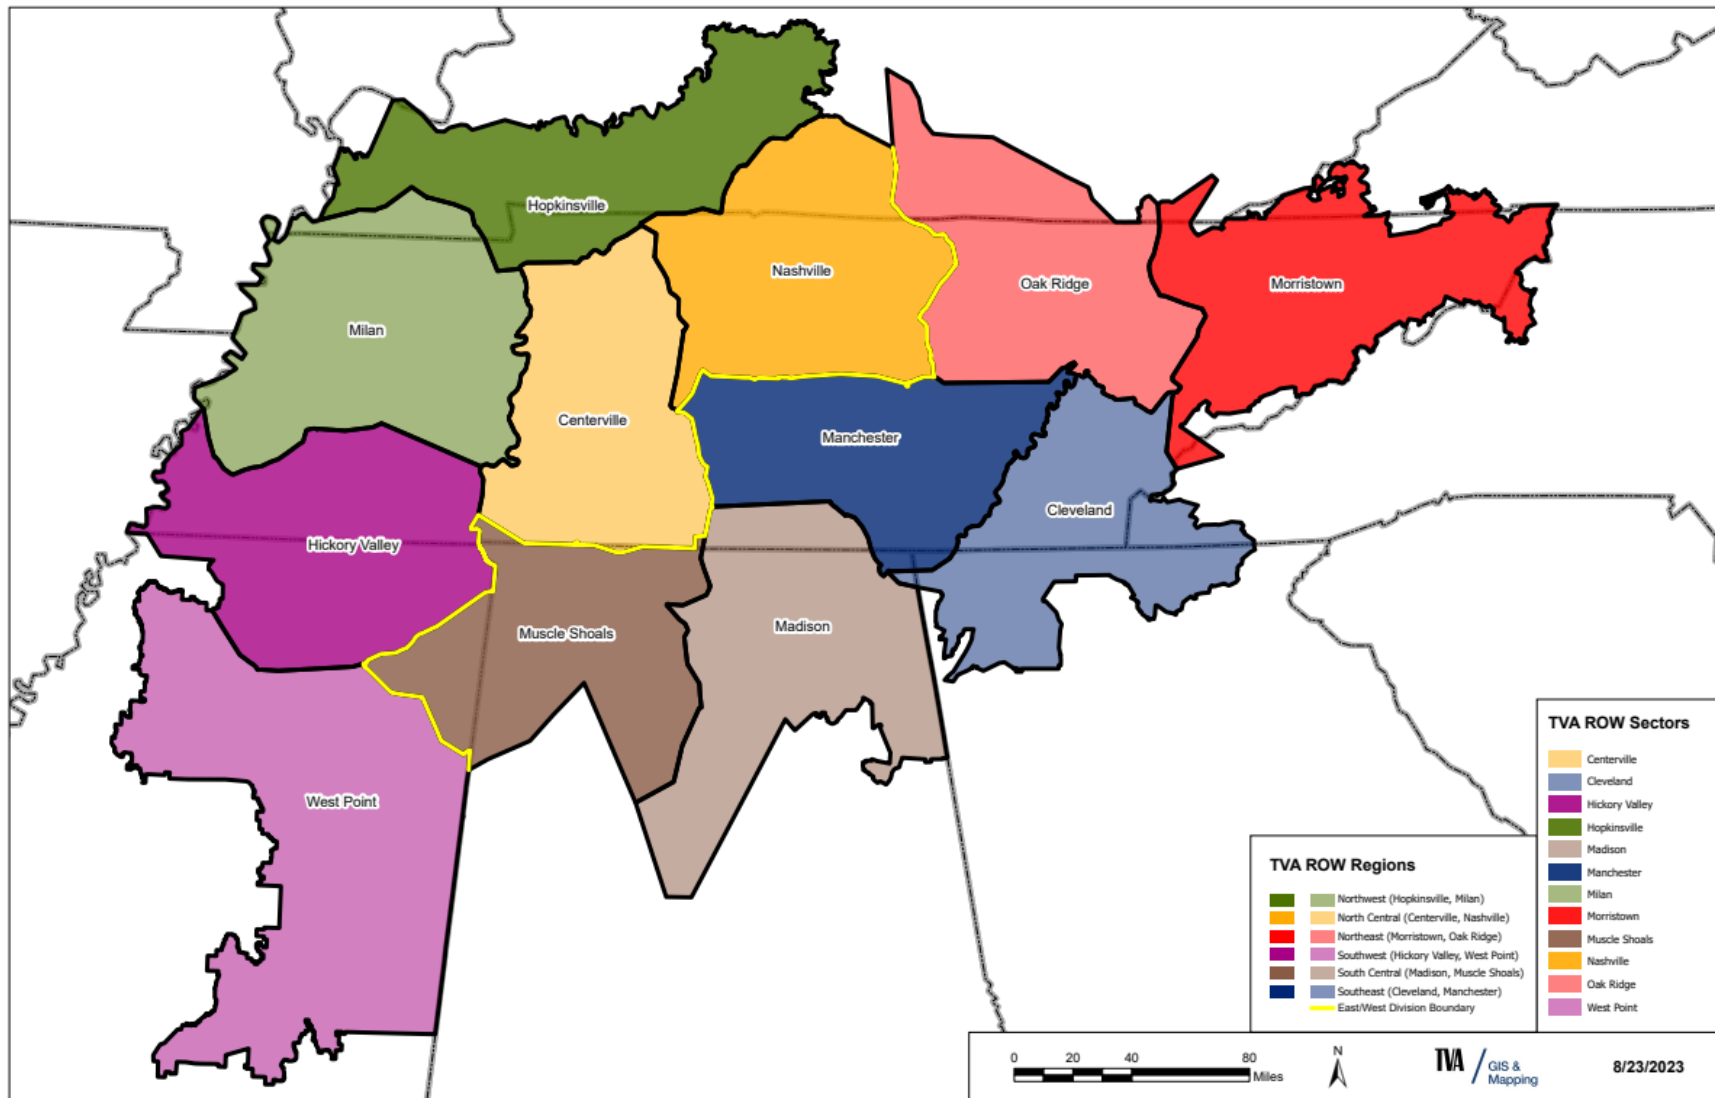 Hopkinsville
Nashville
Oak Ridge
Morristown
Milan
Centerville
Manchester
Cleveland
Hickory Valley
Muscle Shoals
Madison
West Point
TVA ROW Sectors
Centerville
Cleveland
Hickory Valley
Hopkinsville
Madison
Manchester
Milan
Morristown
Muscle Shoals
Nashville
Oak Ridge
West Point
TVA ROW Regions
Northwest (Hopkinsville, Milan)
North Central (Centerville, Nashville)
Northeast (Morristown, Oak Ridge)
Southwest (Hickory Valley, West Point)
South Central (Madison, Muscle Shoals)
Southeast (Cleveland, Manchester)
East/West Division Boundary
0 20 40 80
Miles
N
TVA
GIS &
Mapping
8/23/2023